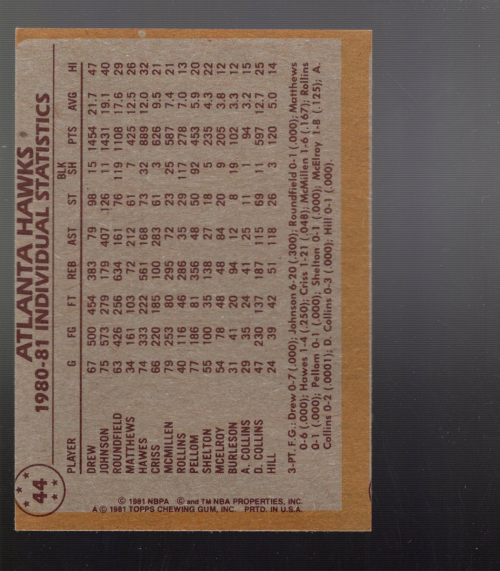 44
ATLANTA HAWKS
1980-81 INDIVIDUAL STATISTICS
BLK
PLAYER G FG FT REB AST ST SH PTS AVG HI
DREW 67 500 454 383 79 98 15 1454 21.7 47
JOHNSON 75 573 279 179 407 126 11 1431 19.1 40
ROUNDFIELD 63 426 256 634 161 76 119 1108 17.6 29
MATTHEWS 34 161 103 72 212 61 7 425 12.5 26
HAWES 74 333 222 561 168 73 32 889 12.0 32
CRISS 66 220 185 100 283 61 3 626 9.5 21
MCMILLEN 79 253 80 295 72 23 25 587 7.4 21
ROLLINS 40 116 46 286 35 29 117 278 7.0 13
PELLOM 77 186 81 356 48 50 92 453 5.9 20
SHELTON 55 100 35 138 27 18 5 235 4.3 22
MCELROY 54 78 48 48 84 20 9 205 3.8 12
BURLESON 31 41 20 94 12 8 19 102 3.3 12
A. COLLINS 29 35 24 41 25 11 1 94 3.2 15
D. COLLINS 47 230 137 187 115 69 11 597 12.7 25
HILL 24 39 42 51 118 26 3 120 5.0 14
3-PT. F.G.: Drew 0-7 (.000); Johnson 6-20 (.300); Roundfield 0-1 (.000); Matthews
0-6 (.000); Hawes 1-4 (.250); Criss 1-21 (.048); McMillen 1-6 (.167); Rollins
0-1 (.000); Pellom 0-1 (.000); Shelton 0-1 (.000); McElroy 1-8 (.125); A.
Collins 0-2 (.0001); D. Collins 0-3 (.000); Hill 0-1 (.000).
© 1981 NBPA © and TM NBA PROPERTIES, INC.
A © 1981 TOPPS CHEWING GUM, INC. PRTD. IN U.S.A.